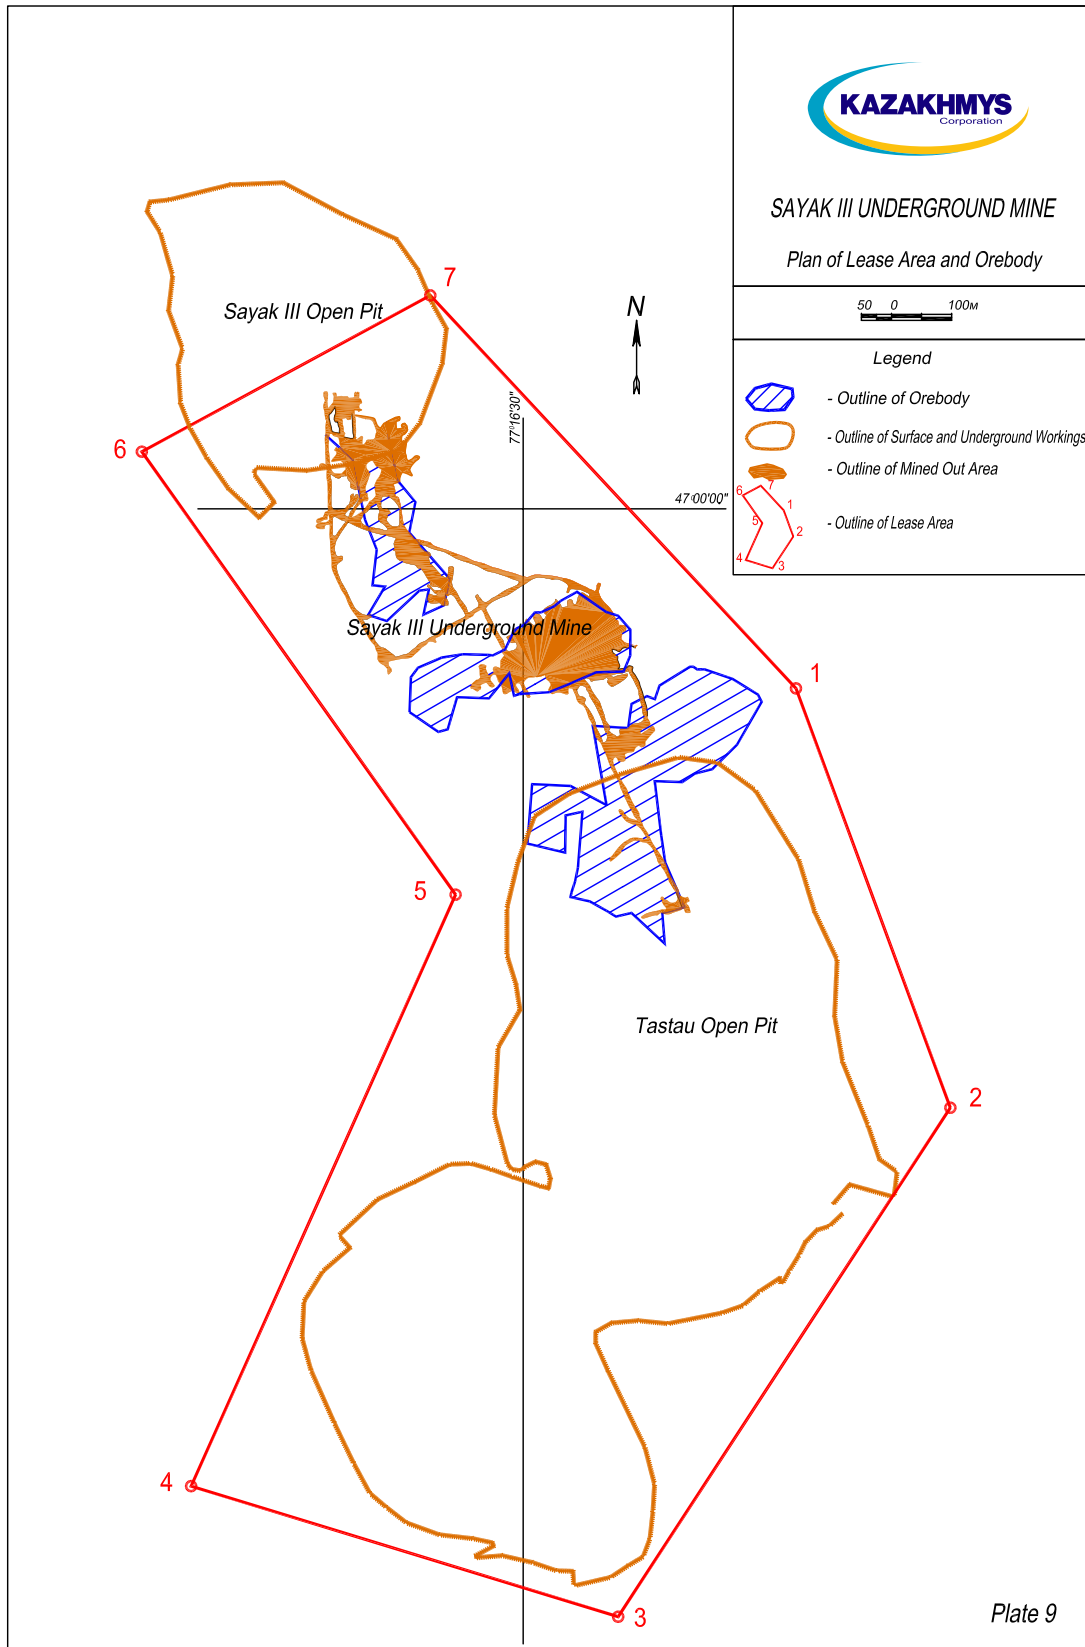 KAZAKHMYS
Corporation
SAYAK III UNDERGROUND MINE
Plan of Lease Area and Orebody
50 0 100м
Legend
- Outline of Orebody
- Outline of Surface and Underground Workings
- Outline of Mined Out Area
6 7
1
5
2
4
3
- Outline of Lease Area
7
Sayak III Open Pit
N
77°16'30"
6
47°00'00"
Sayak III Underground Mine
1
5
Tastau Open Pit
2
4
3
Plate 9